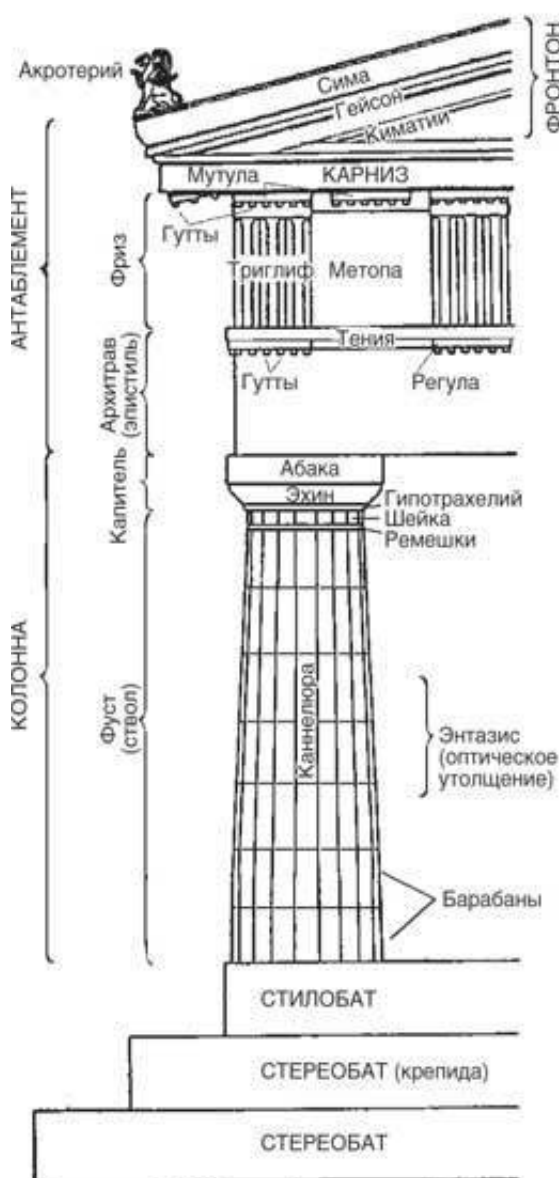 Акротерий
Сима
Гейсон
Киматии
ФРОНТОН
Мутула
КАРНИЗ
Гутты
Триглиф
Метопа
Тения
Гутты
Регула
АНТАБЛЕМЕНТ
Фриз
Архитрав
(эпистиль)
Абака
Эхин
Гипотрахелий
Шейка
Ремешки
Капитель
КОЛОННА
Фуст
(ствол)
Каннелюра
Энтазис
(оптическое
утолщение)
Барабаны
СТИЛОБАТ
СТЕРЕОБАТ (крепида)
СТЕРЕОБАТ